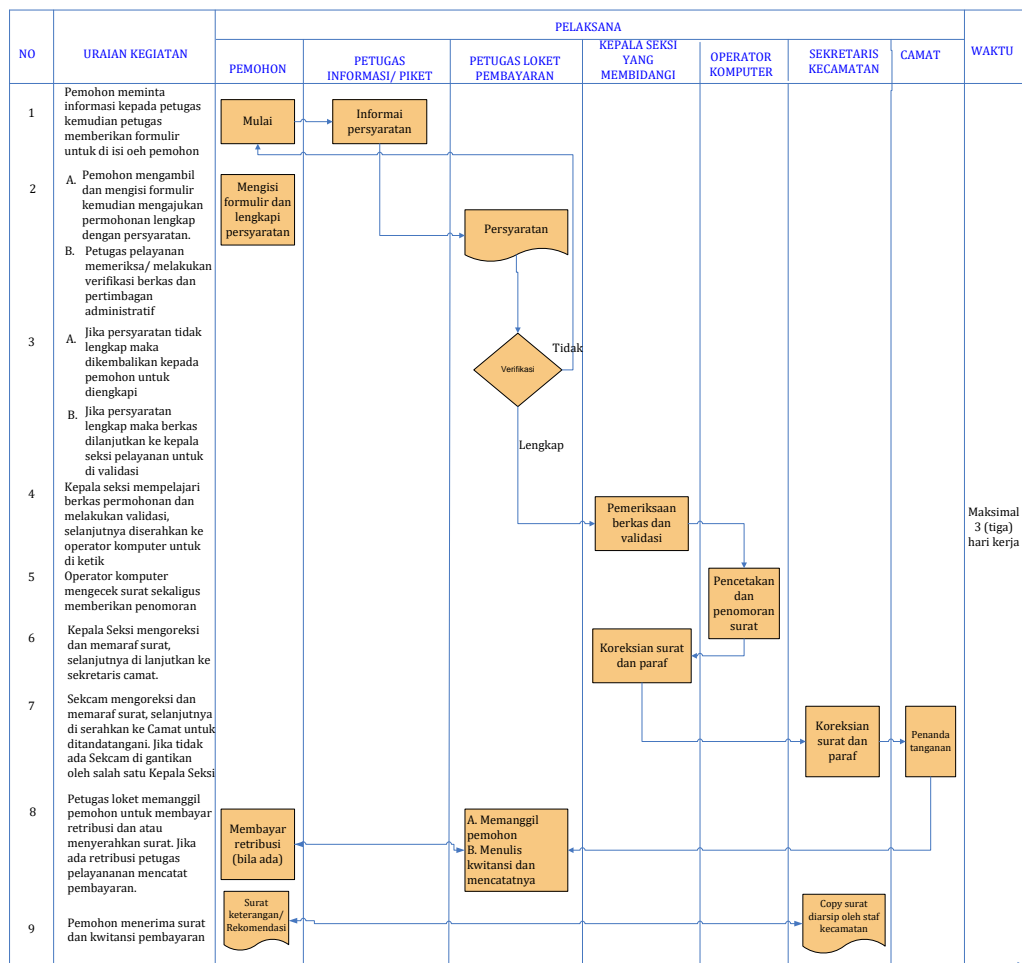 PELAKSANA
NO
URAIAN KEGIATAN
PEMOHON
PETUGAS
INFORMASI/ PIKET
PETUGAS LOKET
PEMBAYARAN
KEPALA SEKSI
YANG
MEMBIDANGI
OPERATOR
KOMPUTER
SEKRETARIS
KECAMATAN
CAMAT
WAKTU
1
Pemohon meminta
informasi kepada petugas
kemudian petugas
memberikan formulir
untuk di isi oeh pemohon
Mulai
Informai
persyaratan
2
A. Pemohon mengambil
dan mengisi formulir
kemudian mengajukan
permohonan lengkap
dengan persyaratan.
B. Petugas pelayanan
memeriksa/ melakukan
verifikasi berkas dan
pertimbagan
administratif
Mengisi
formulir dan
lengkapi
persyaratan
Persyaratan
3
A. Jika persyaratan tidak
lengkap maka
dikembalikan kepada
pemohon untuk
diengkapi
B. Jika persyaratan
lengkap maka berkas
dilanjutkan ke kepala
seksi pelayanan untuk
di validasi
Verifikasi
Tidak
Lengkap
4
Kepala seksi mempelajari
berkas permohonan dan
melakukan validasi,
selanjutnya diserahkan ke
operator komputer untuk
di ketik
Pemeriksaan
berkas dan
validasi
Maksimal
3 (tiga)
hari kerja
5
Operator komputer
mengecek surat sekaligus
memberikan penomoran
Pencetakan
dan
penomoran
surat
6
Kepala Seksi mengoreksi
dan memaraf surat,
selanjutnya di lanjutkan ke
sekretaris camat.
Koreksian surat
dan paraf
7
Sekcam mengoreksi dan
memaraf surat, selanjutnya
di serahkan ke Camat untuk
ditandatangani. Jika tidak
ada Sekcam di gantikan
oleh salah satu Kepala Seksi
Koreksian
surat dan
paraf
Penanda
tanganan
8
Petugas loket memanggil
pemohon untuk membayar
retribusi dan atau
menyerahkan surat. Jika
ada retribusi petugas
pelayananan mencatat
pembayaran.
Membayar
retribusi
(bila ada)
A. Memanggil
pemohon
B. Menulis
kwitansi dan
mencatatnya
9
Pemohon menerima surat
dan kwitansi pembayaran
Surat
keterangan/
Rekomendasi
Copy surat
diarsip oleh staf
kecamatan